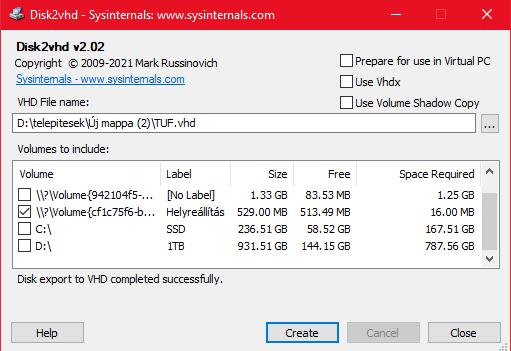 Disk2vhd - Sysinternals: www.sysinternals.com
Disk2vhd v2.02
Copyright © 2009-2021 Mark Russinovich
Sysinternals - www.sysinternals.com
Prepare for use in Virtual PC
Use Vhdx
Use Volume Shadow Copy
VHD File name:
D:\telepitesek\Új mappa (2)\TUF.vhd
...
Volumes to include:
Volume Label Size Free Space Required
\\?\Volume{942104f5-... [No Label] 1.33 GB 83.53 MB 1.25 GB
\\?\Volume{cf1c75f6-b... Helyreállítás 529.00 MB 513.49 MB 16.00 MB
C:\ SSD 236.51 GB 58.52 GB 167.51 GB
D:\ 1TB 931.51 GB 144.15 GB 787.56 GB
Disk export to VHD completed successfully.
Help Create Cancel Close